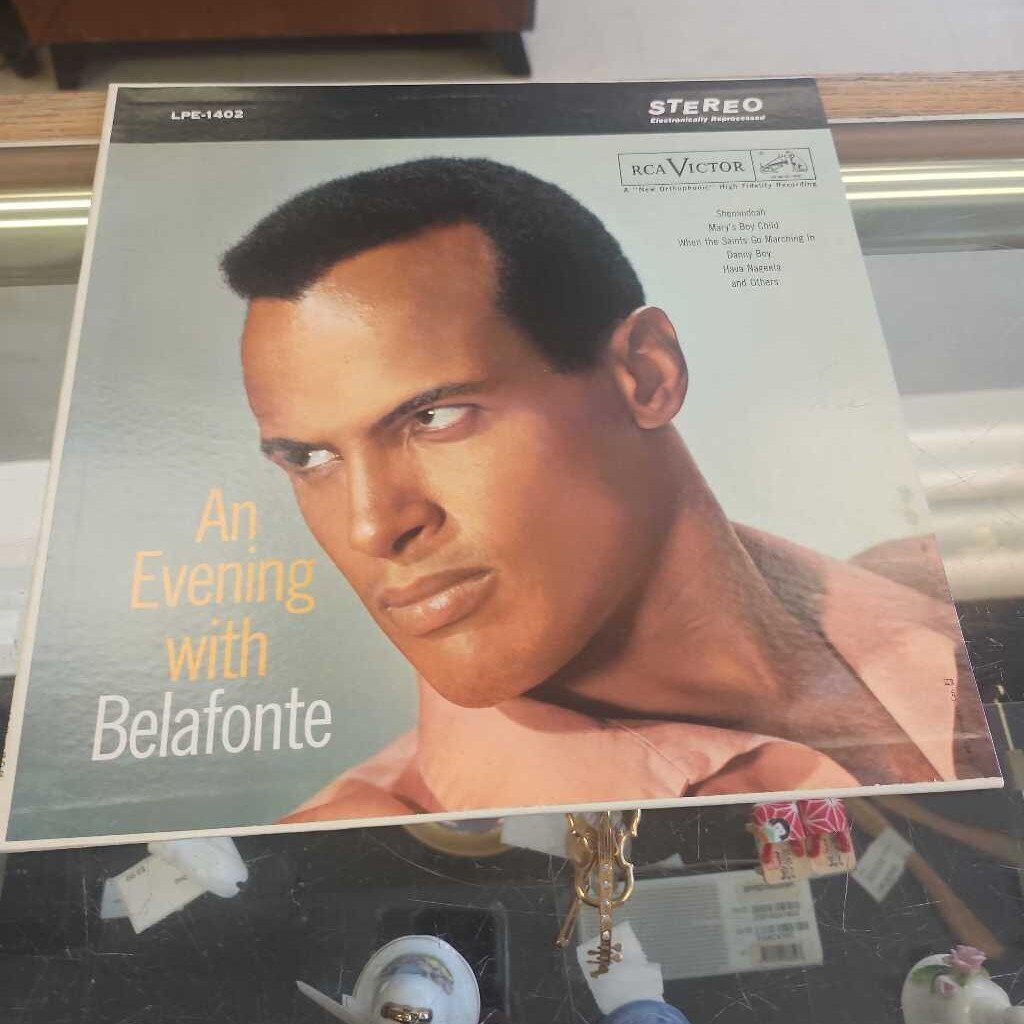 LPE-1402
STEREO
Electronically Reprocessed
RCA VICTOR
A "New Orthophonic" High Fidelity Recording
Shenandoah
Mary's Boy Child
When the Saints Go Marching In
Danny Boy
Hava Nageela
and Others
An
Evening
with
Belafonte